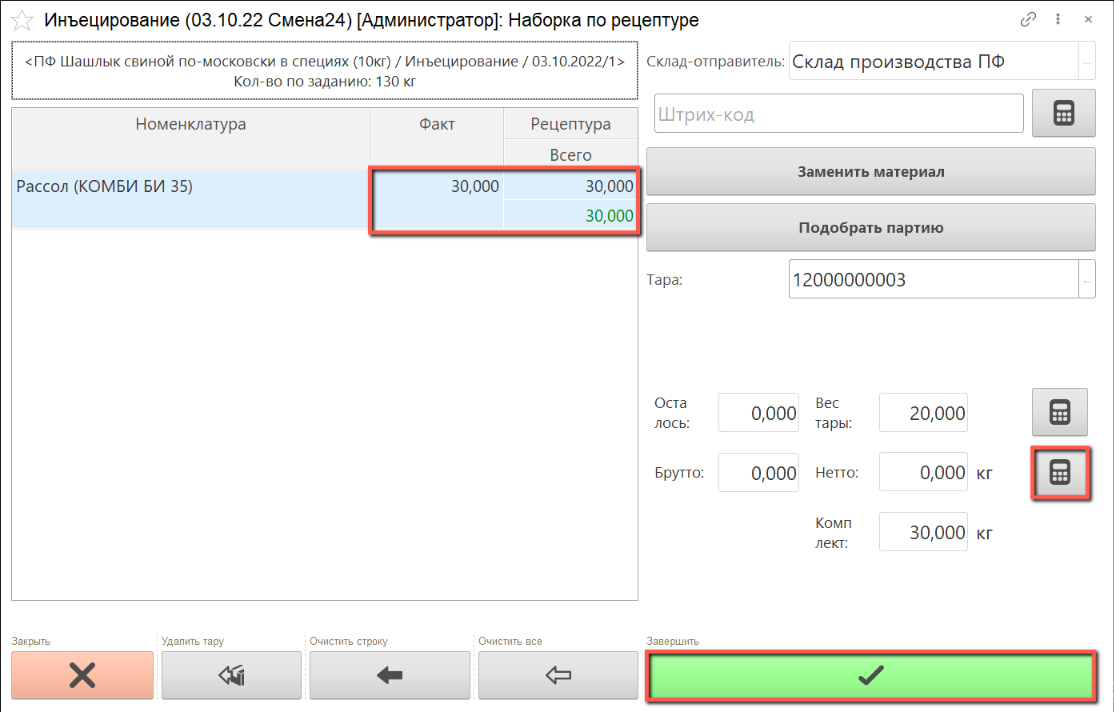 Инъецирование (03.10.22 Смена24) [Администратор]: Наборка по рецептуре
<ПФ Шашлык свиной по-московски в специях (10кг) / Инъецирование / 03.10.2022/1>
Кол-во по заданию: 130 кг
Склад-отправитель: Склад производства ПФ ...
Штрих-код
Номенклатура Факт Рецептура
Всего
Рассол (КОМБИ БИ 35) 30,000 30,000
30,000
Заменить материал
Подобрать партию
Тара: 12000000003 ...
Оста
лось: 0,000 Вес
тары: 20,000
Брутто: 0,000 Нетто: 0,000 кг
Комп
лект: 30,000 кг
Закрыть Удалить тару Очистить строку Очистить все Завершить